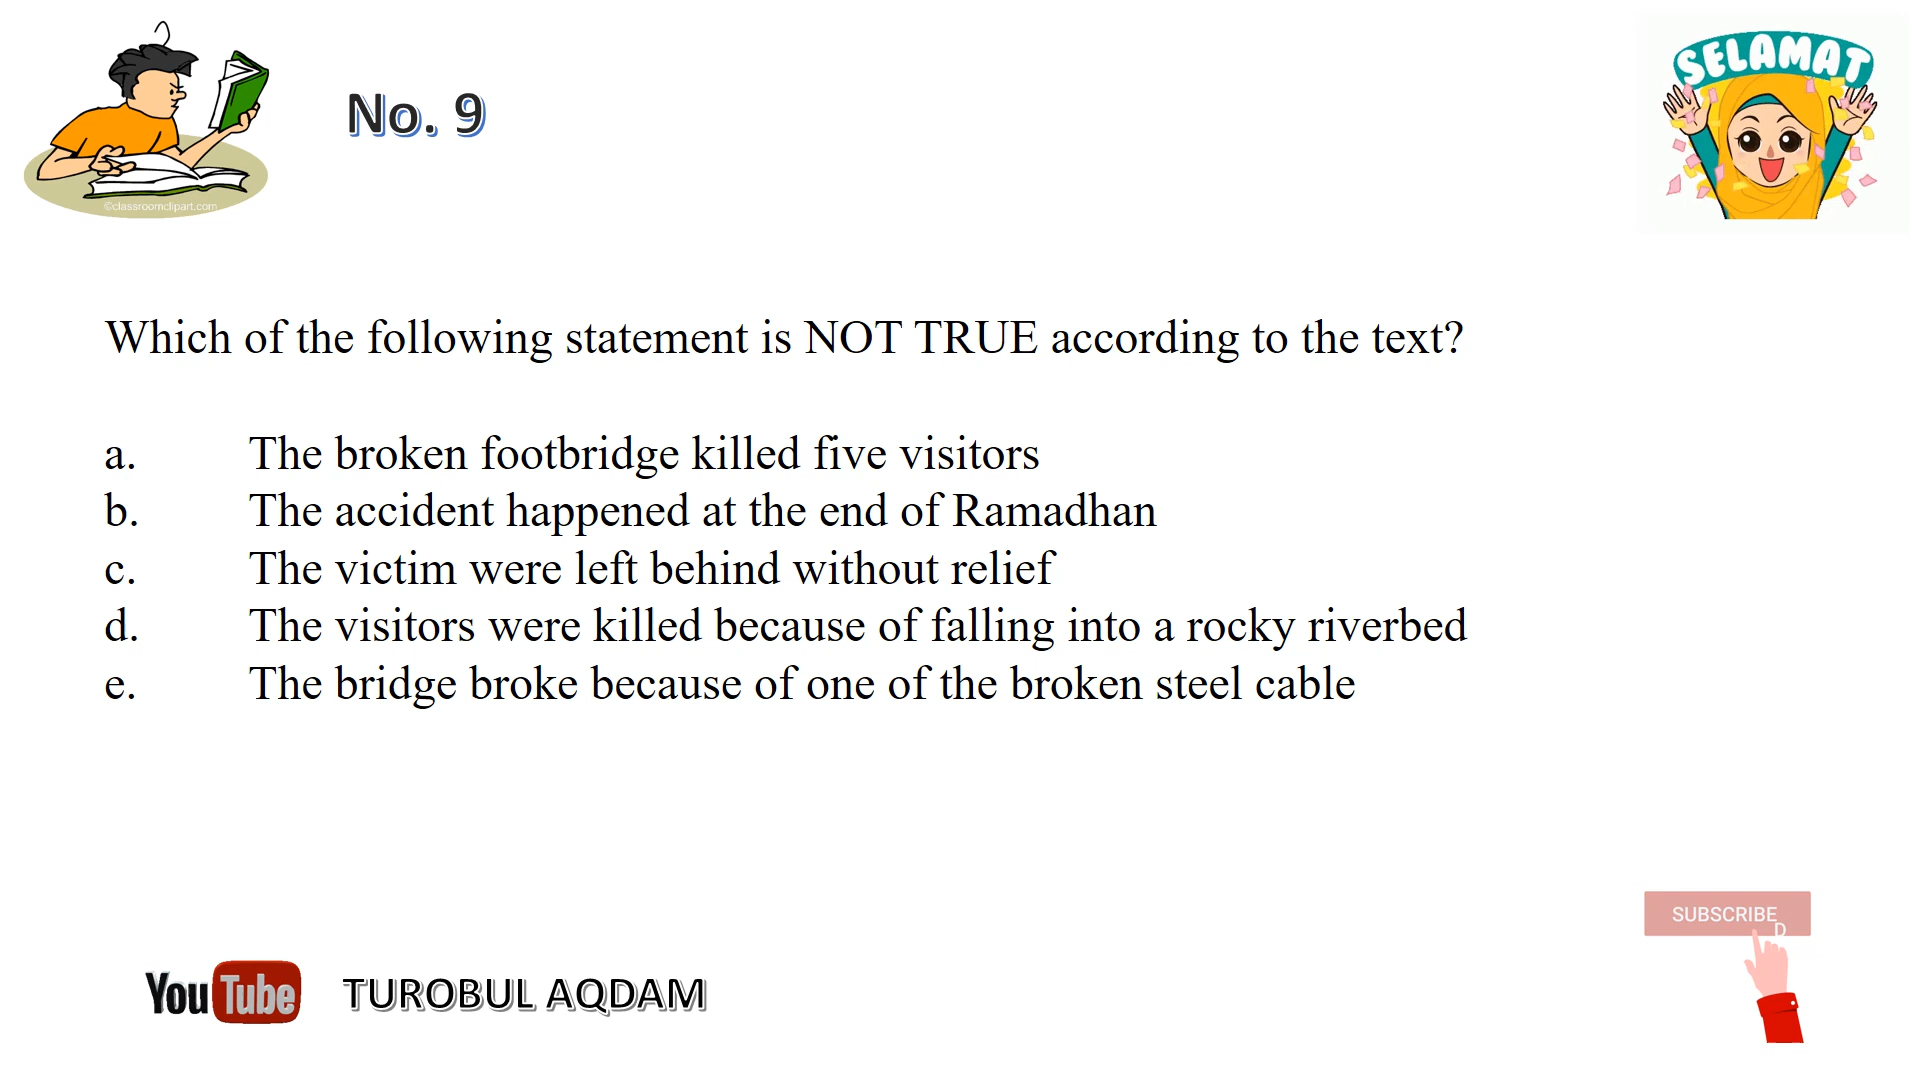 No. 9
SELAMAT
©classroomclipart.com
Which of the following statement is NOT TRUE according to the text?
a. The broken footbridge killed five visitors
b. The accident happened at the end of Ramadhan
c. The victim were left behind without relief
d. The visitors were killed because of falling into a rocky riverbed
e. The bridge broke because of one of the broken steel cable
SUBSCRIBE
D
YouTube TUROBUL AQDAM